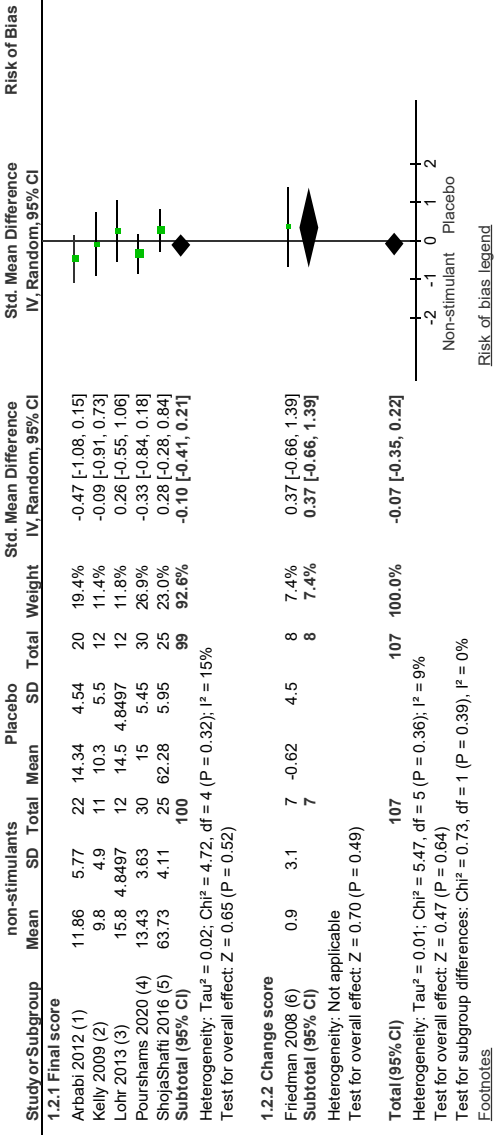 non-stimulants Placebo Std. Mean Difference Std. Mean Difference Risk of Bias
Study or Subgroup Mean SD Total Mean SD Total Weight IV, Random, 95% CI IV, Random, 95% CI
1.2.1 Final score
Arbabi 2012 (1) 11.86 5.77 22 14.34 4.54 20 19.4% -0.47 [-1.08, 0.15]
Kelly 2009 (2) 9.8 4.9 11 10.3 5.5 12 11.4% -0.09 [-0.91, 0.73]
Lohr 2013 (3) 15.8 4.8497 12 14.5 4.8497 12 11.8% 0.26 [-0.55, 1.06]
Pourshams 2020 (4) 13.43 3.63 30 15 5.45 30 26.9% -0.33 [-0.84, 0.18]
ShojaShafti 2016 (5) 63.73 4.11 25 62.28 5.95 25 23.0% 0.28 [-0.28, 0.84]
Subtotal (95% CI) 100 99 92.6% -0.10 [-0.41, 0.21]
Heterogeneity: Tau² = 0.02; Chi² = 4.72, df = 4 (P = 0.32); I² = 15%
Test for overall effect: Z = 0.65 (P = 0.52)
1.2.2 Change score
Friedman 2008 (6) 0.9 3.1 7 -0.62 4.5 8 7.4% 0.37 [-0.66, 1.39]
Subtotal (95% CI) 7 8 7.4% 0.37 [-0.66, 1.39]
Heterogeneity: Not applicable
Test for overall effect: Z = 0.70 (P = 0.49)
Total (95% CI) 107 107 100.0% -0.07 [-0.35, 0.22]
Heterogeneity: Tau² = 0.01; Chi² = 5.47, df = 5 (P = 0.36); I² = 9%
Test for overall effect: Z = 0.47 (P = 0.64)
Test for subgroup differences: Chi² = 0.73, df = 1 (P = 0.39), I² = 0%
-2 -1 0 1 2
Non-stimulant Placebo
Footnotes Risk of bias legend